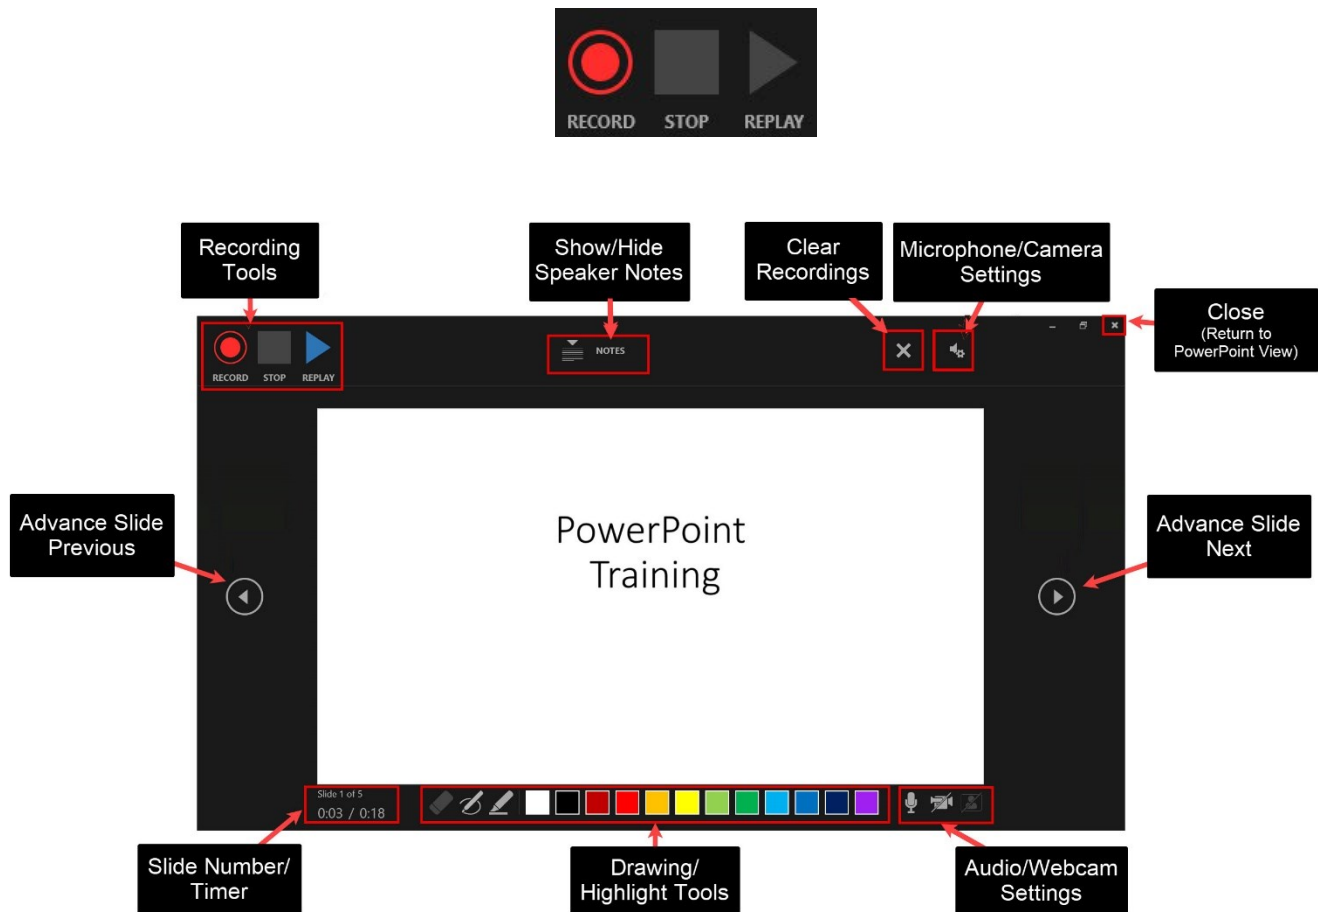 RECORD STOP REPLAY
Recording
Tools
Show/Hide
Speaker Notes
Clear
Recordings
Microphone/Camera
Settings
Close
(Return to
PowerPoint View)
RECORD STOP REPLAY
NOTES
Advance Slide
Previous
PowerPoint
Training
Advance Slide
Next
Slide 1 of 5
0:03 / 0:18
Slide Number/
Timer
Drawing/
Highlight Tools
Audio/Webcam
Settings